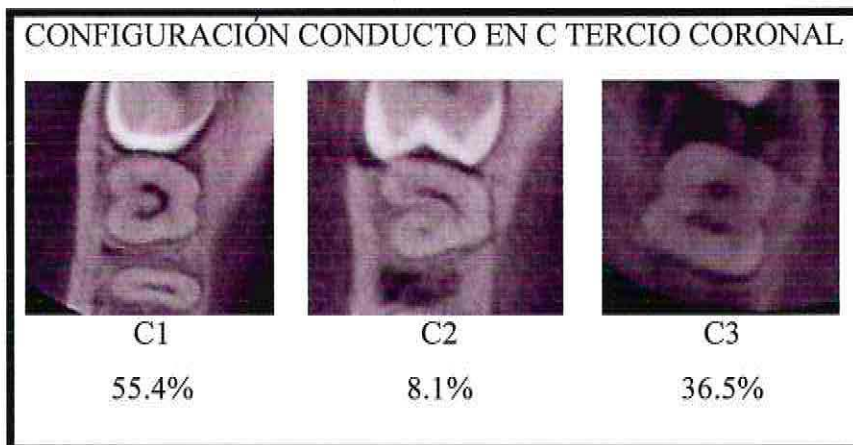 CONFIGURACIÓN CONDUCTO EN C TERCIO CORONAL
C1 C2 C3
55.4% 8.1% 36.5%